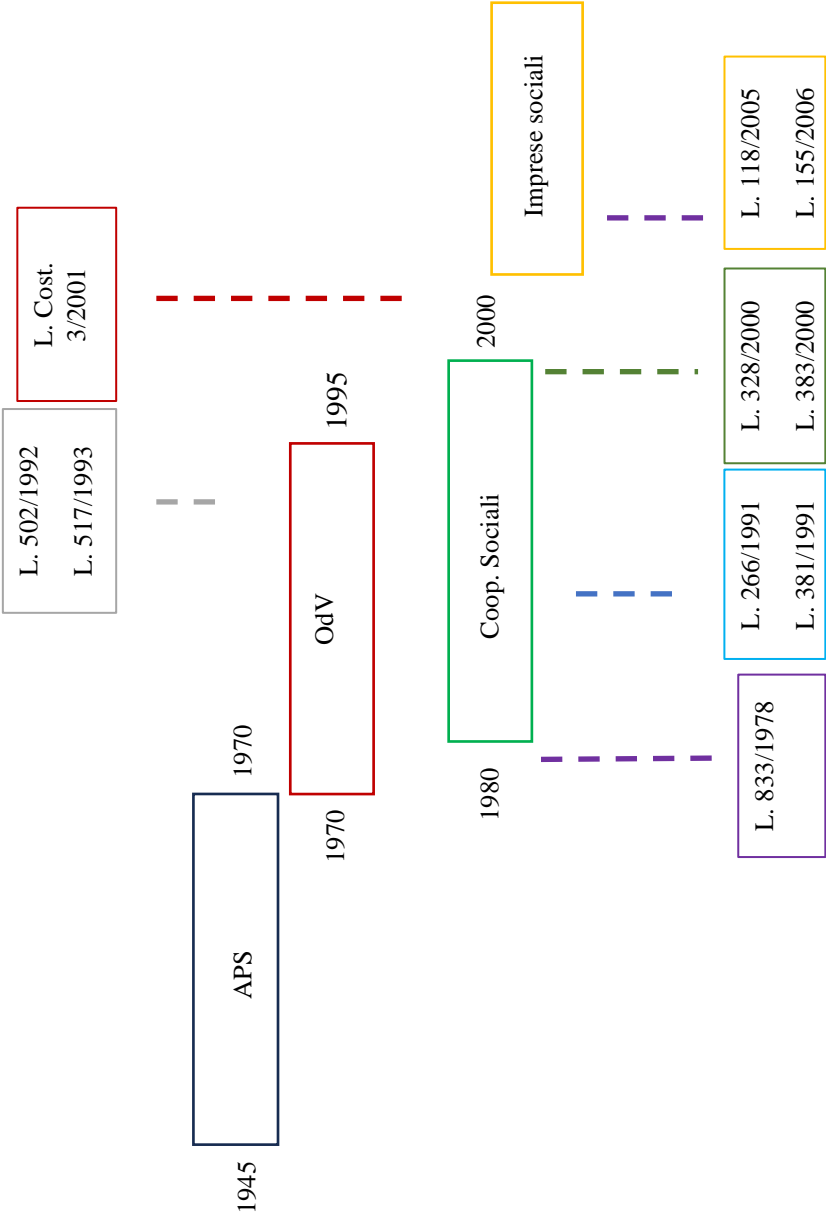 L. 502/1992
L. 517/1993
L. Cost.
3/2001
1945
APS
1970
1970
OdV
1995
1980
Coop. Sociali
2000
Imprese sociali
L. 833/1978
L. 266/1991
L. 381/1991
L. 328/2000
L. 383/2000
L. 118/2005
L. 155/2006